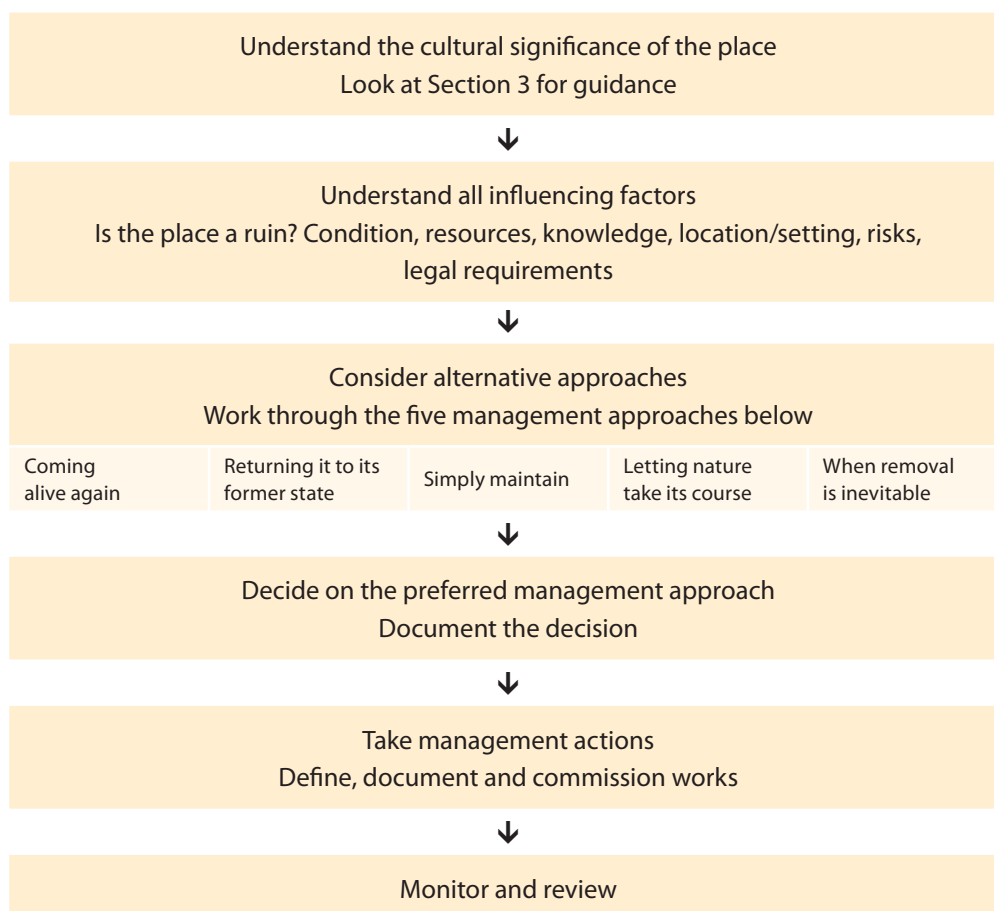 Understand the cultural significance of the place
Look at Section 3 for guidance
Understand all influencing factors
Is the place a ruin? Condition, resources, knowledge, location/setting, risks,
legal requirements
Consider alternative approaches
Work through the five management approaches below
Coming
alive again
Returning it to its
former state
Simply maintain
Letting nature
take its course
When removal
is inevitable
Decide on the preferred management approach
Document the decision
Take management actions
Define, document and commission works
Monitor and review